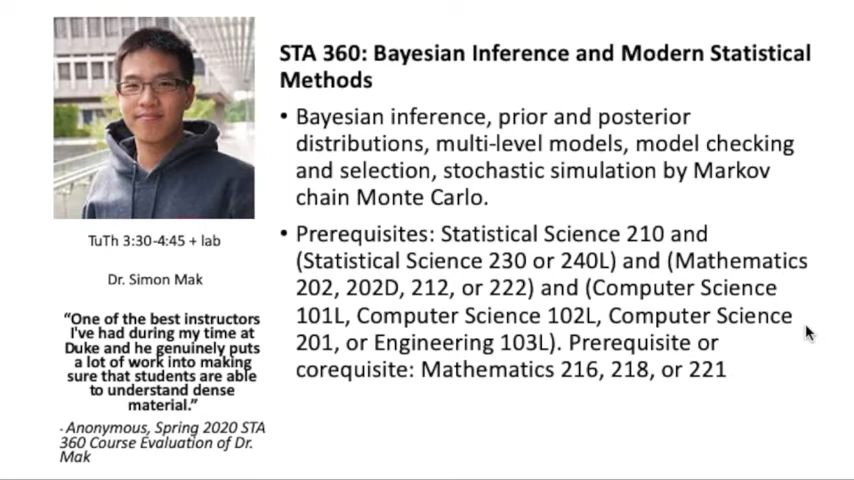 STA 360: Bayesian Inference and Modern Statistical
Methods
• Bayesian inference, prior and posterior
distributions, multi-level models, model checking
and selection, stochastic simulation by Markov
chain Monte Carlo.
• Prerequisites: Statistical Science 210 and
(Statistical Science 230 or 240L) and (Mathematics
202, 202D, 212, or 222) and (Computer Science
101L, Computer Science 102L, Computer Science
201, or Engineering 103L). Prerequisite or
corequisite: Mathematics 216, 218, or 221
TuTh 3:30-4:45 + lab
Dr. Simon Mak
“One of the best instructors
I've had during my time at
Duke and he genuinely puts
a lot of work into making
sure that students are able
to understand dense
material.”
- Anonymous, Spring 2020 STA
360 Course Evaluation of Dr.
Mak